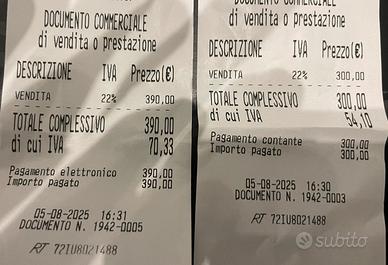 DOCUMENTO COMMERCIALE
di vendita o prestazione
DESCRIZIONE IVA Prezzo(€)
VENDITA 22% 390,00
TOTALE COMPLESSIVO 390,00
di cui IVA 70,33
Pagamento elettronico 390,00
Importo pagato 390,00
05-08-2025 16:31
DOCUMENTO N. 1942-0005
RT 72IU8021488
DOCUMENTO COMMERCIALE
di vendita o prestazione
DESCRIZIONE IVA Prezzo(€)
VENDITA 22% 300,00
TOTALE COMPLESSIVO 300,00
di cui IVA 54,10
Pagamento contante 300,00
Importo pagato 300,00
05-08-2025 16:30
DOCUMENTO N. 1942-0003
RT 72IU8021488
subito